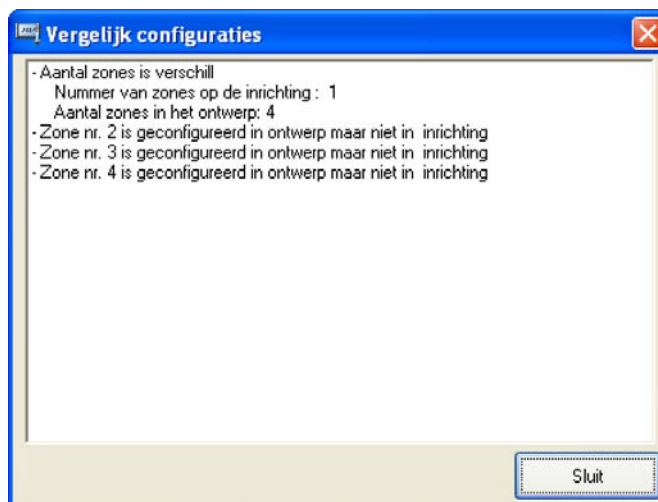 Vergelijk configuraties
- Aantal zones is verschill
Nummer van zones op de inrichting : 1
Aantal zones in het ontwerp: 4
- Zone nr. 2 is geconfigureerd in ontwerp maar niet in inrichting
- Zone nr. 3 is geconfigureerd in ontwerp maar niet in inrichting
- Zone nr. 4 is geconfigureerd in ontwerp maar niet in inrichting
Sluit